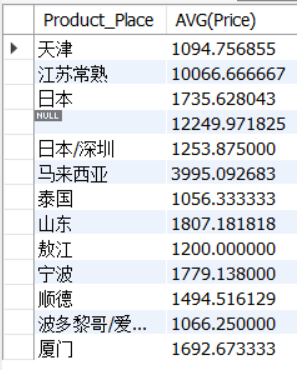 Product_Place AVG(Price)
天津 1094.756855
江苏常熟 10066.666667
日本 1735.628043
NULL 12249.971825
日本/深圳 1253.875000
马来西亚 3995.092683
泰国 1056.333333
山东 1807.181818
敖江 1200.000000
宁波 1779.138000
顺德 1494.516129
波多黎哥/爱... 1066.250000
厦门 1692.673333